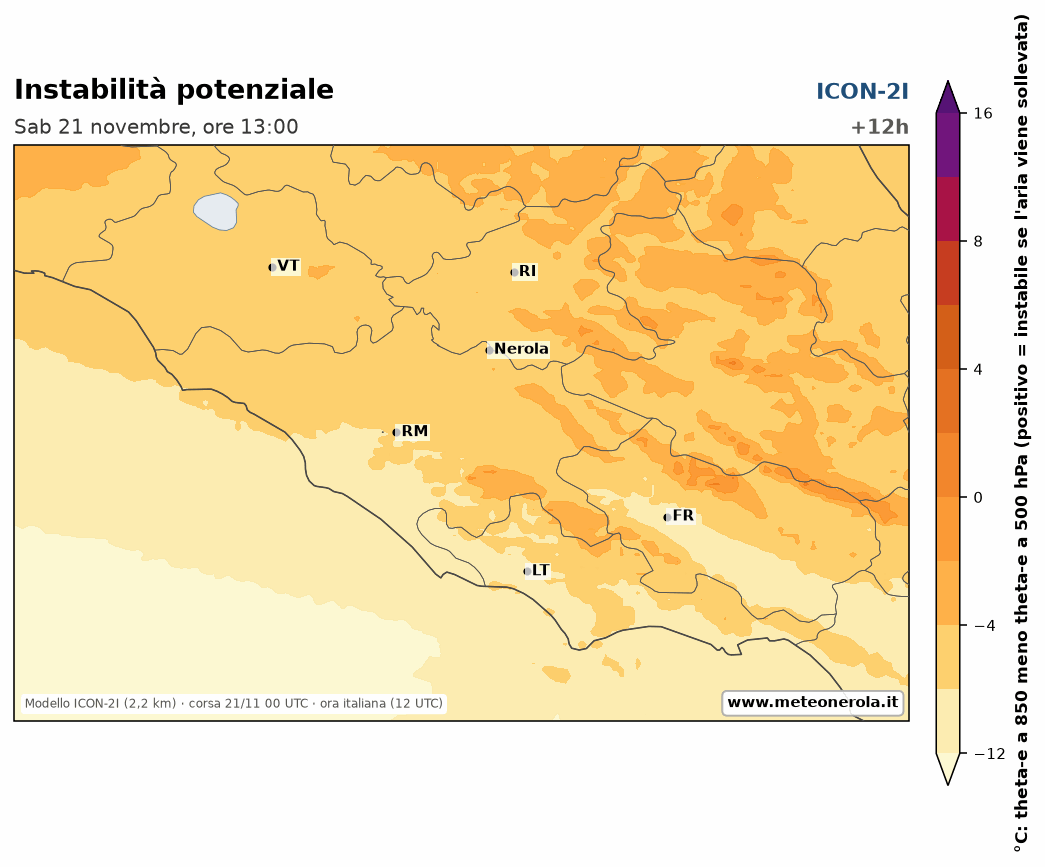 Instabilità potenziale
ICON-2I
Sab 21 novembre, ore 13:00
+12h
VT
RI
Nerola
RM
FR
LT
Modello ICON-2I (2,2 km) · corsa 21/11 00 UTC · ora italiana (12 UTC)
www.meteonerola.it
16
8
4
0
−4
−12
°C: theta-e a 850 meno theta-e a 500 hPa (positivo = instabile se l'aria viene sollevata)